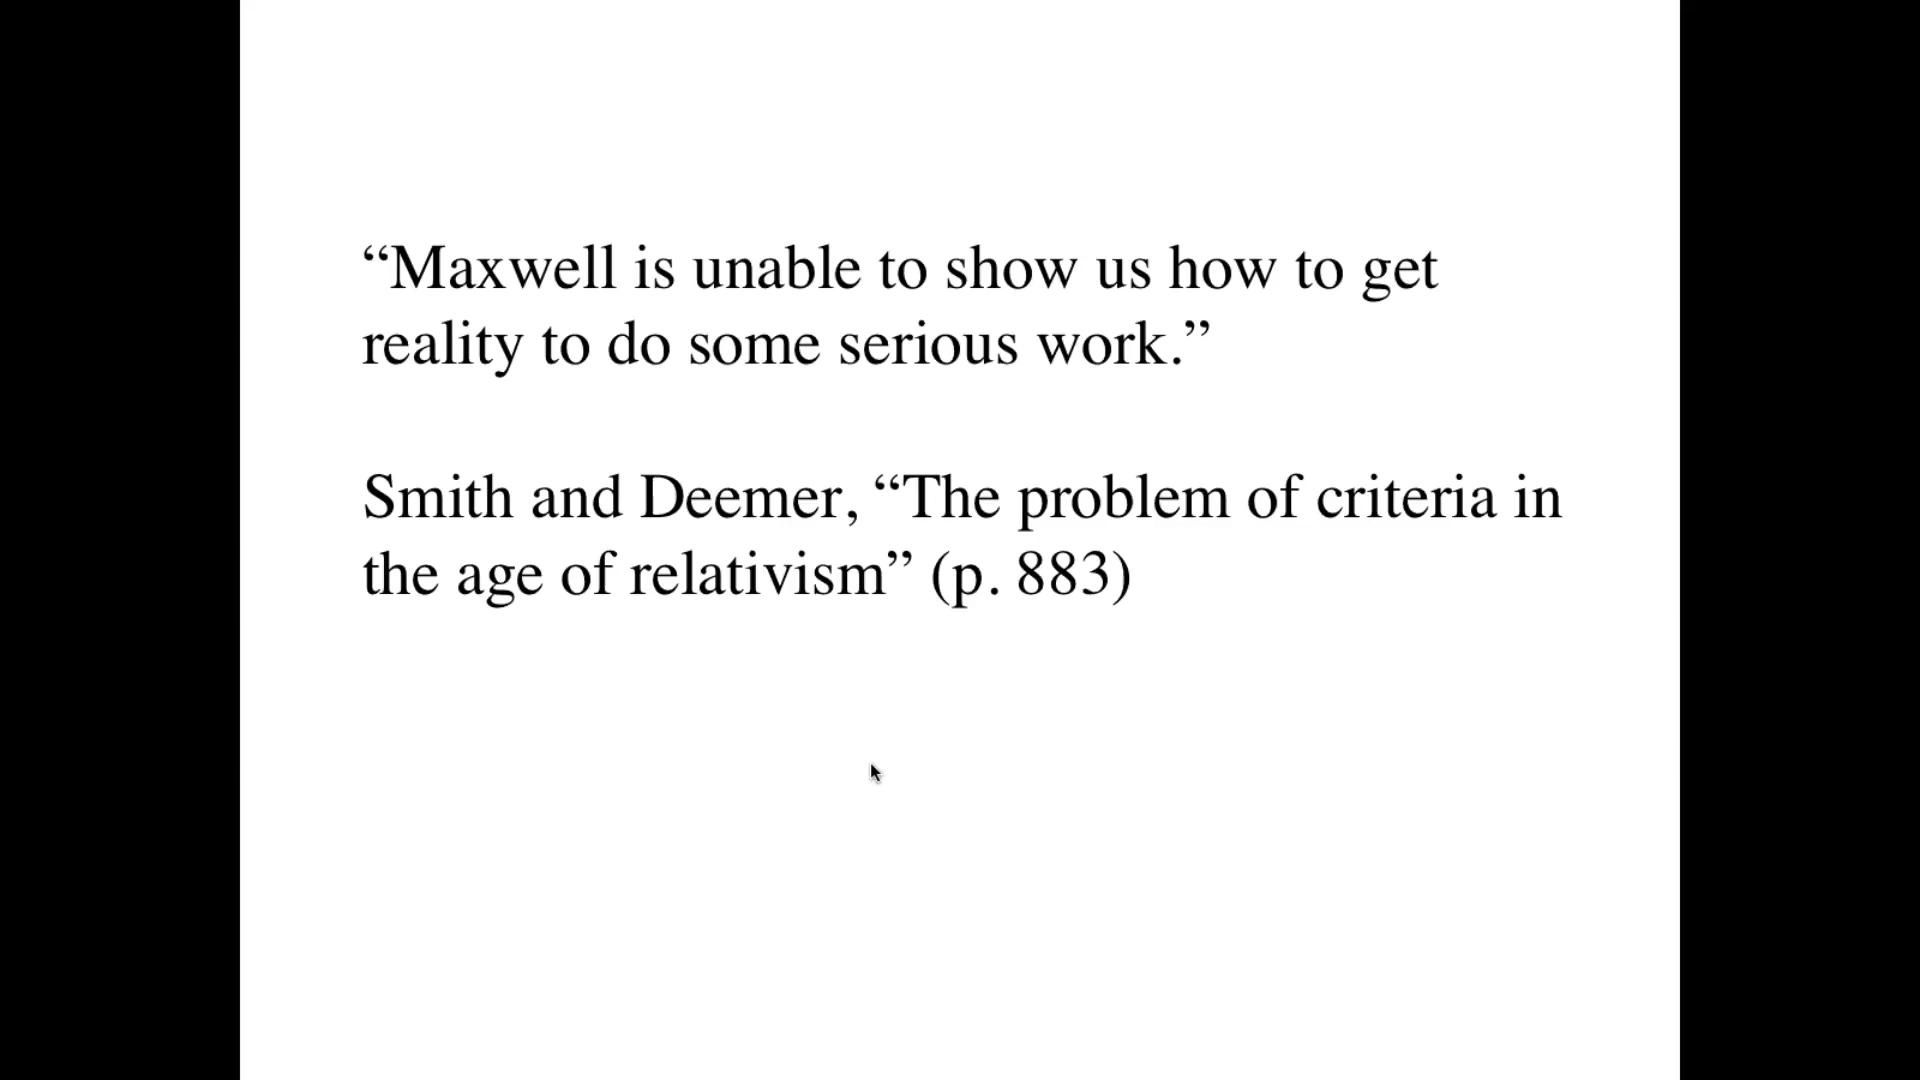 “Maxwell is unable to show us how to get
reality to do some serious work.”
Smith and Deemer, “The problem of criteria in
the age of relativism” (p. 883)